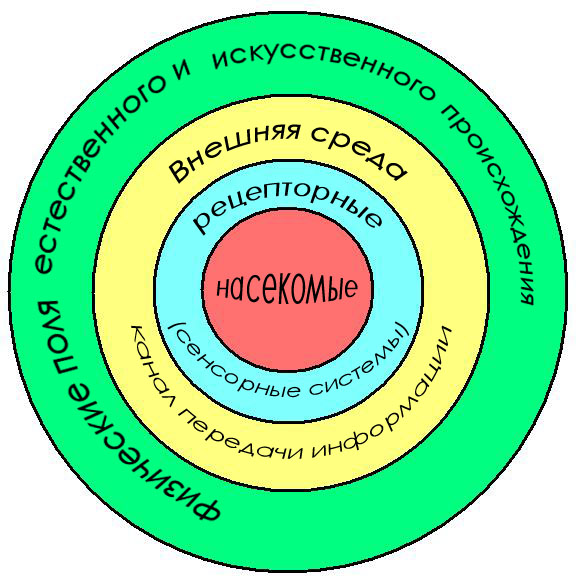 физические поля естественного и искусственного происхождения
Внешняя среда
канал передачи информации
рецепторные
(сенсорные системы)
насекомые